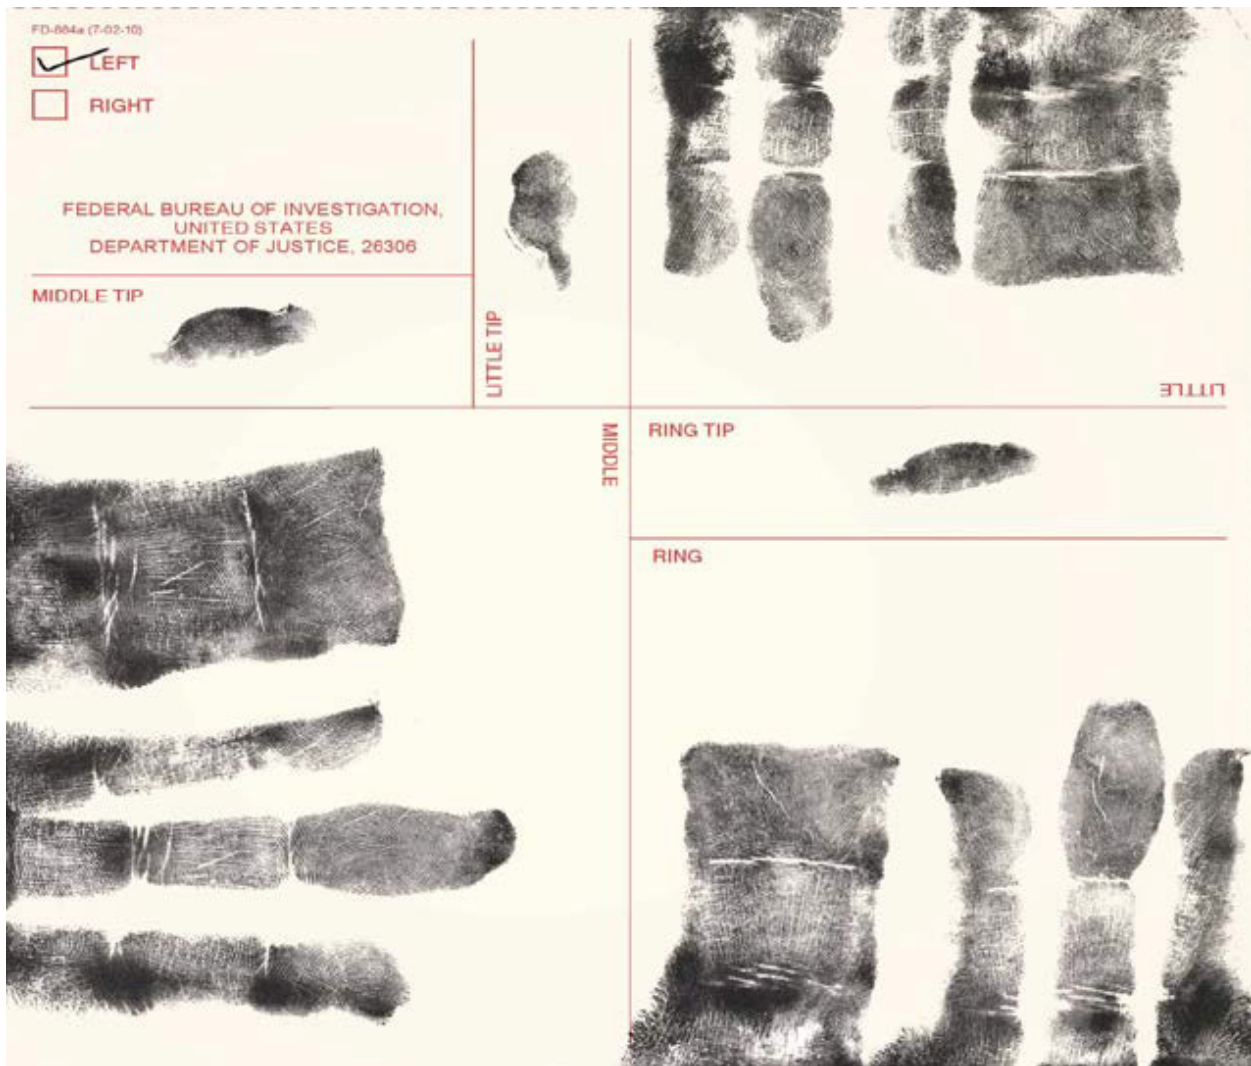 FD-884a (7-02-10)
LEFT
RIGHT
FEDERAL BUREAU OF INVESTIGATION,
UNITED STATES
DEPARTMENT OF JUSTICE, 26306
MIDDLE TIP
LITTLE TIP
LITTLE
MIDDLE
RING TIP
RING